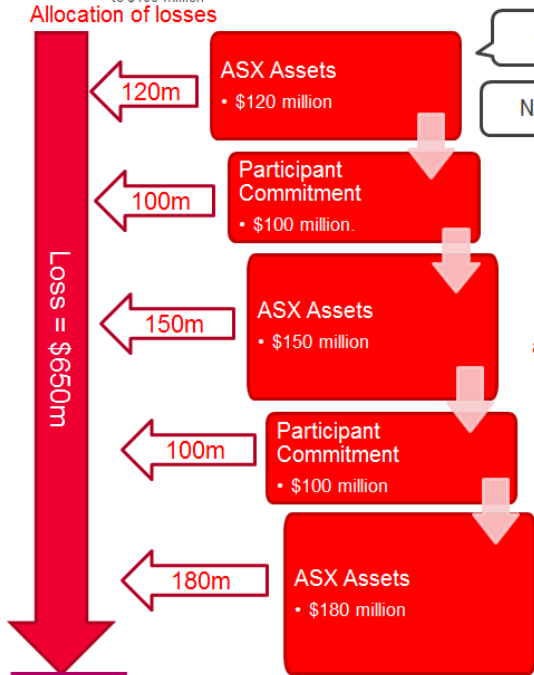 Allocation of losses
ASX Assets
• $120 million
120m
N
Participant
Commitment
• $100 million.
100m
Loss = $650m
ASX Assets
• $150 million
150m
Participant
Commitment
• $100 million
100m
ASX Assets
• $180 million
180m